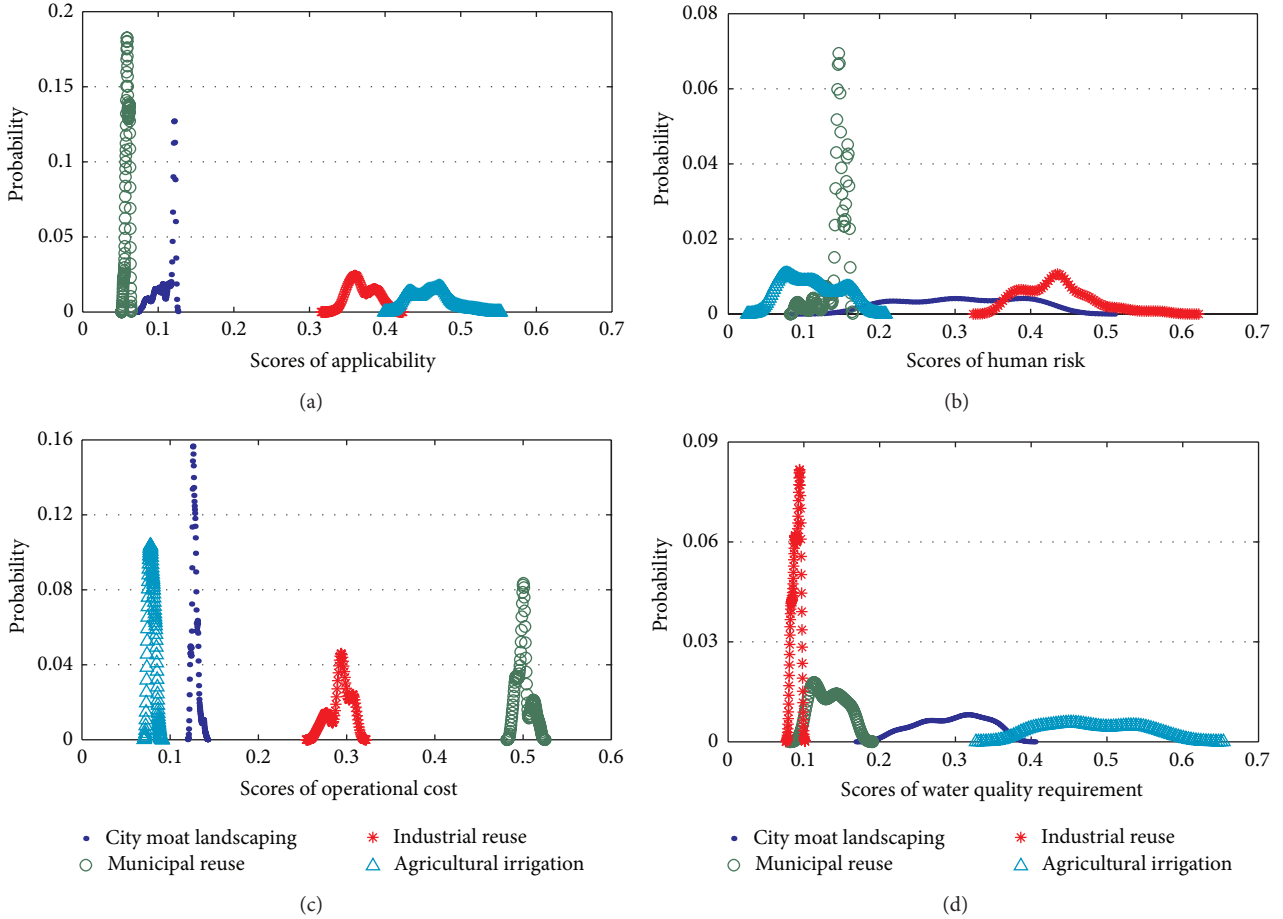 0.2
0.15
0.1
0.05
0
Probability
0 0.1 0.2 0.3 0.4 0.5 0.6 0.7
Scores of applicability
(a)
0.08
0.06
0.04
0.02
0
Probability
0 0.1 0.2 0.3 0.4 0.5 0.6 0.7
Scores of human risk
(b)
0.16
0.12
0.08
0.04
0
Probability
0 0.1 0.2 0.3 0.4 0.5 0.6
Scores of operational cost
City moat landscaping
Municipal reuse
Industrial reuse
Agricultural irrigation
(c)
0.09
0.06
0.03
0
Probability
0 0.1 0.2 0.3 0.4 0.5 0.6 0.7
Scores of water quality requirement
City moat landscaping
Municipal reuse
Industrial reuse
Agricultural irrigation
(d)